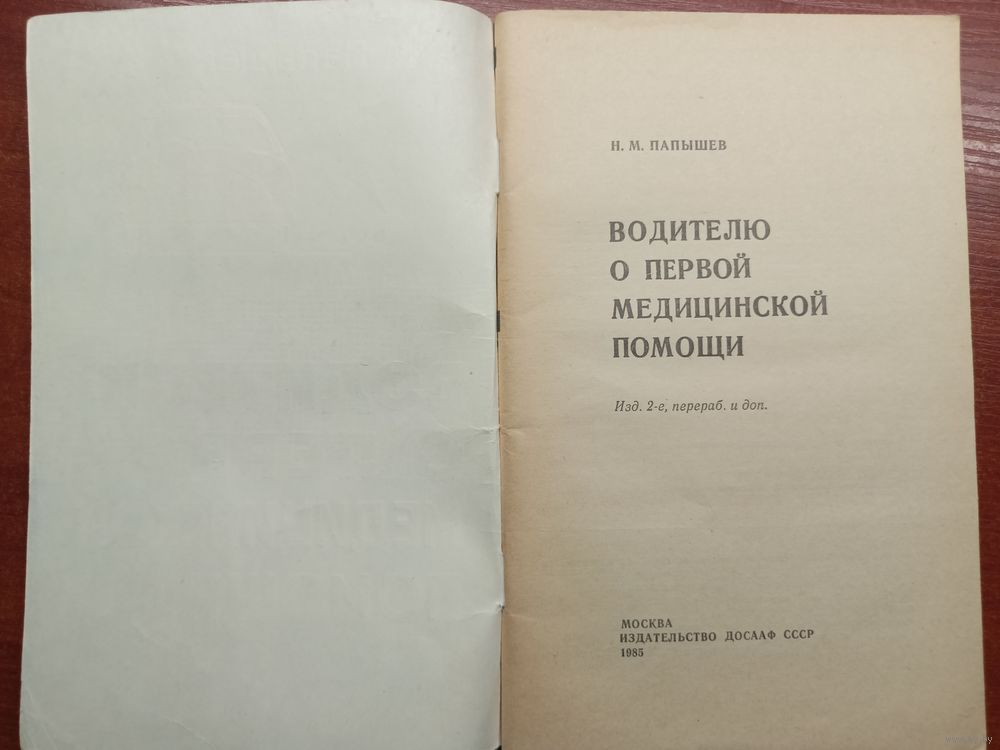 Н. М. ПАПЫШЕВ
ВОДИТЕЛЮ
О ПЕРВОЙ
МЕДИЦИНСКОЙ
ПОМОЩИ
Изд. 2-е, перераб. и доп.
МОСКВА
ИЗДАТЕЛЬСТВО ДОСААФ СССР
1985